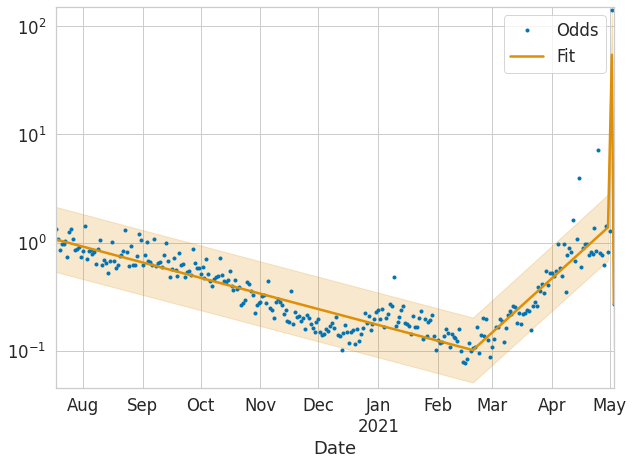 10²
10¹
10⁰
10⁻¹
Odds
Fit
Aug Sep Oct Nov Dec Jan Feb Mar Apr May
2021
Date